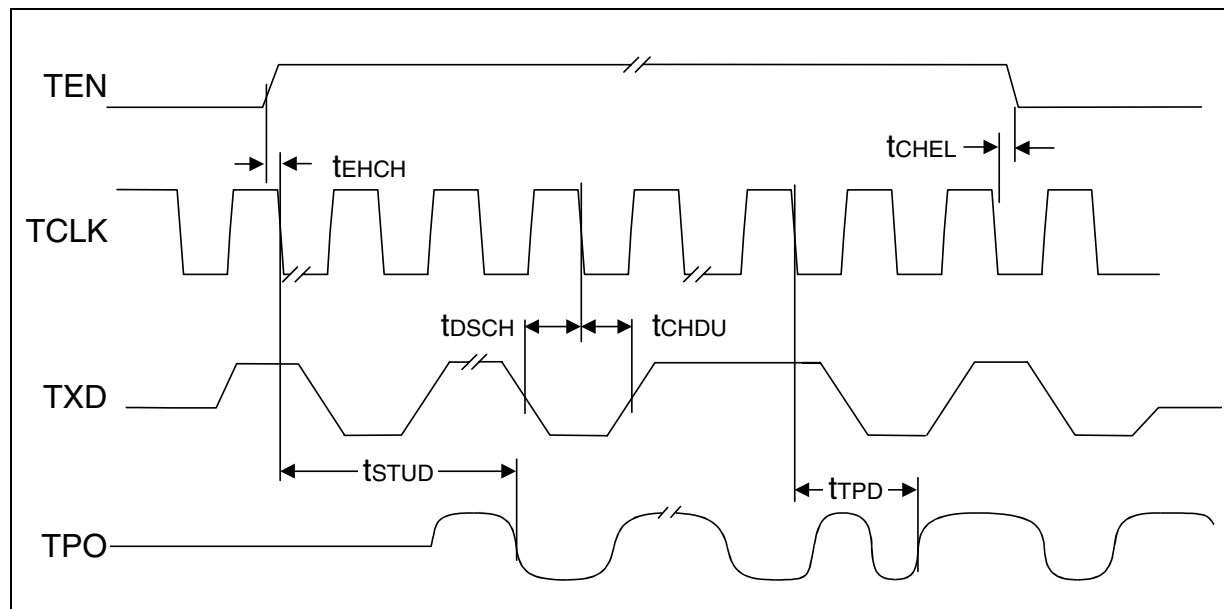 TEN
tCHEL
tEHCH
TCLK
tDSCH
tCHDU
TXD
tSTUD
tTPD
TPO